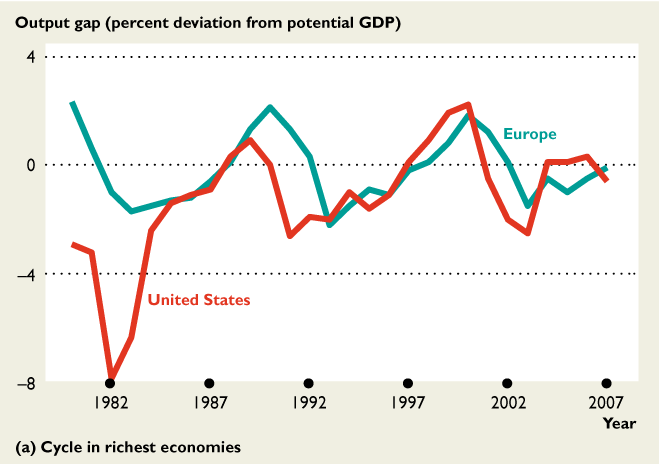 Output gap (percent deviation from potential GDP)
4
Europe
0
–4
United States
–8
1982 1987 1992 1997 2002 2007
Year
(a) Cycle in richest economies